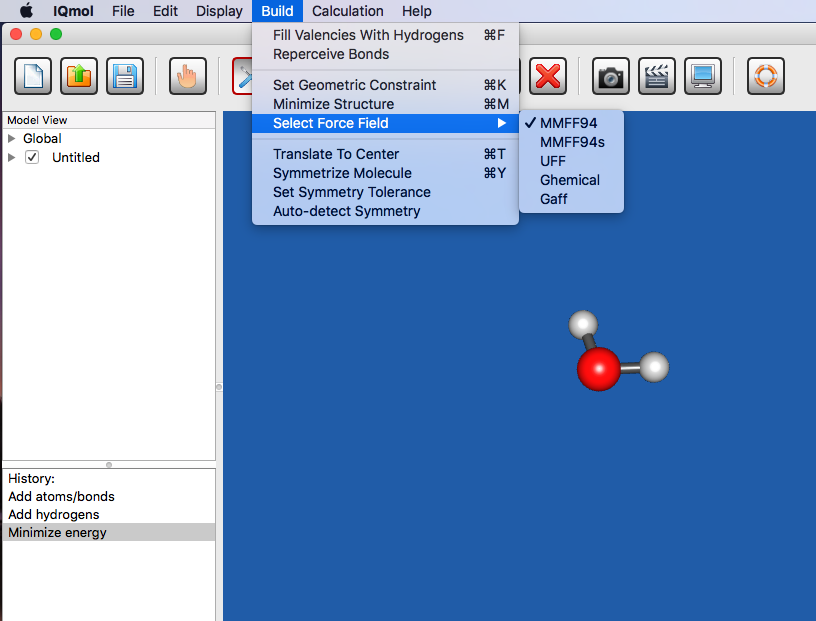 IQmol File Edit Display Build Calculation Help
Fill Valencies With Hydrogens ⌘F
Reperceive Bonds
Set Geometric Constraint ⌘K
Minimize Structure ⌘M
Select Force Field ▶
Translate To Center ⌘T
Symmetrize Molecule ⌘Y
Set Symmetry Tolerance
Auto-detect Symmetry
✓ MMFF94
MMFF94s
UFF
Ghemical
Gaff
Model View
Global
Untitled
History:
Add atoms/bonds
Add hydrogens
Minimize energy